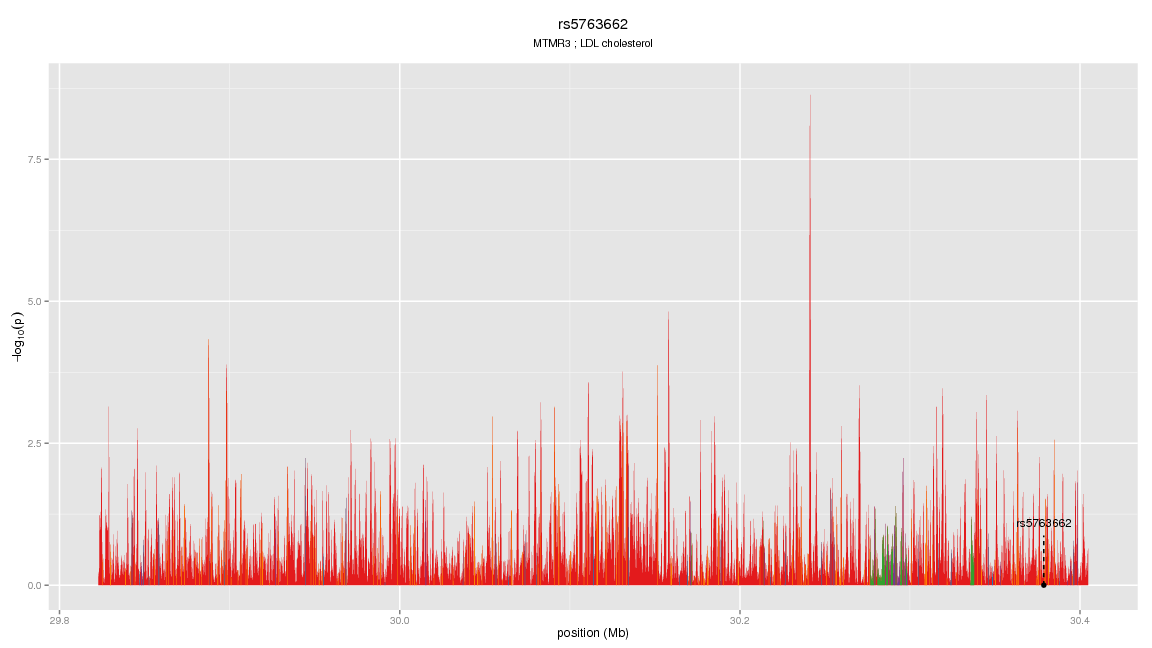 rs5763662
MTMR3 ; LDL cholesterol
−log10(p)
7.5
5.0
2.5
0.0
rs5763662
29.8 30.0 30.2 30.4
position (Mb)